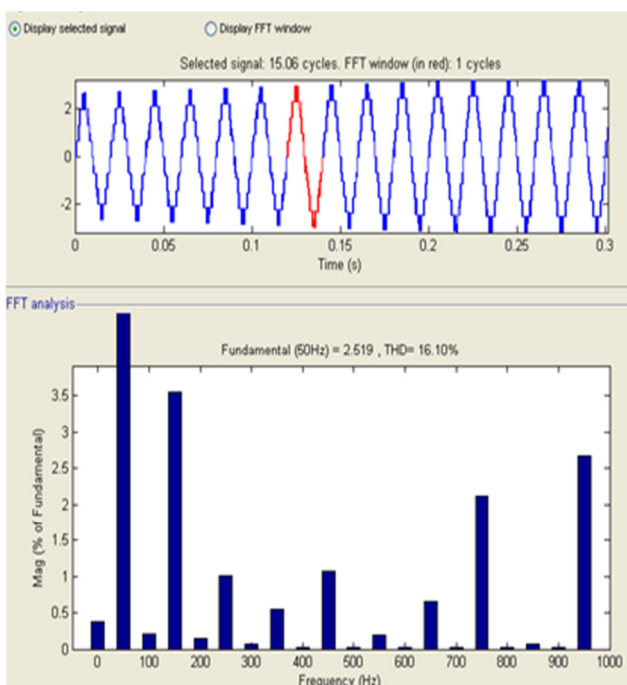 Display selected signal Display FFT window
Selected signal: 15.06 cycles. FFT window (in red): 1 cycles
2
0
-2
0 0.05 0.1 0.15 0.2 0.25 0.3
Time (s)
FFT analysis
Fundamental (50Hz) = 2.519 , THD= 16.10%
Mag (% of Fundamental)
3.5
3
2.5
2
1.5
1
0.5
0
0 100 200 300 400 500 600 700 800 900 1000
Frequency (Hz)